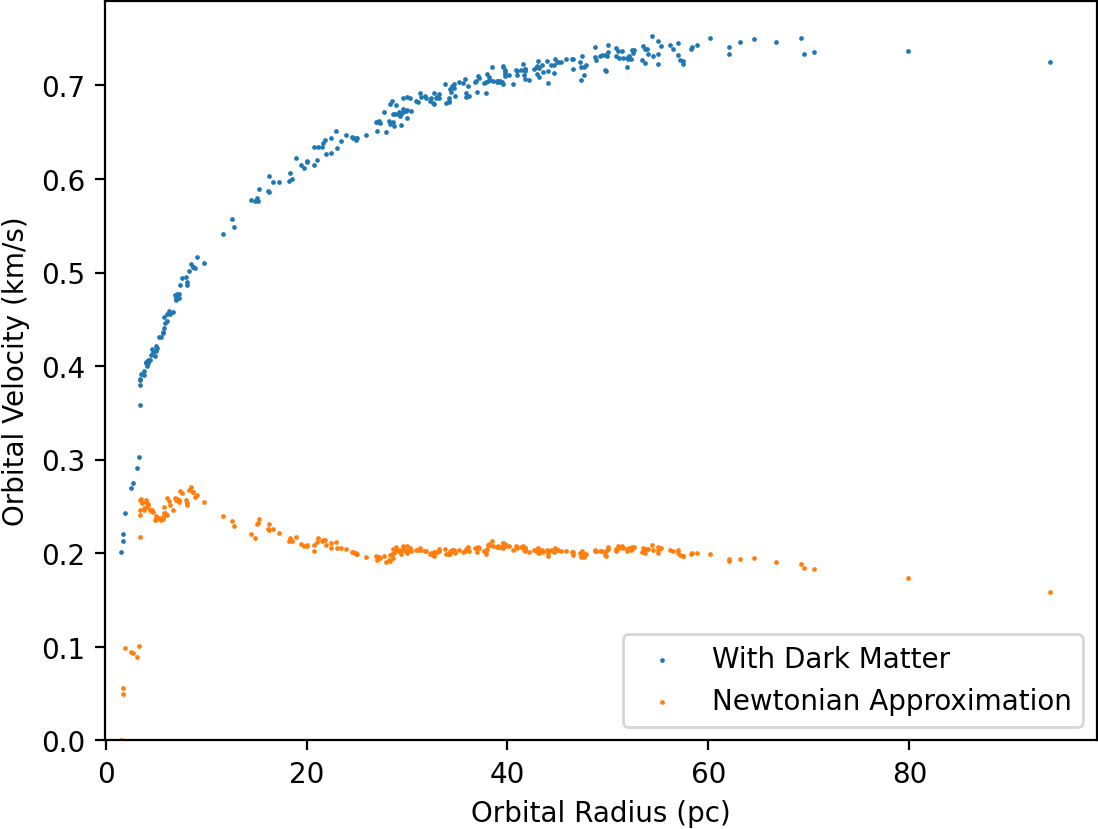 Orbital Velocity (km/s)
0.7
0.6
0.5
0.4
0.3
0.2
0.1
0.0
With Dark Matter
Newtonian Approximation
0 20 40 60 80
Orbital Radius (pc)